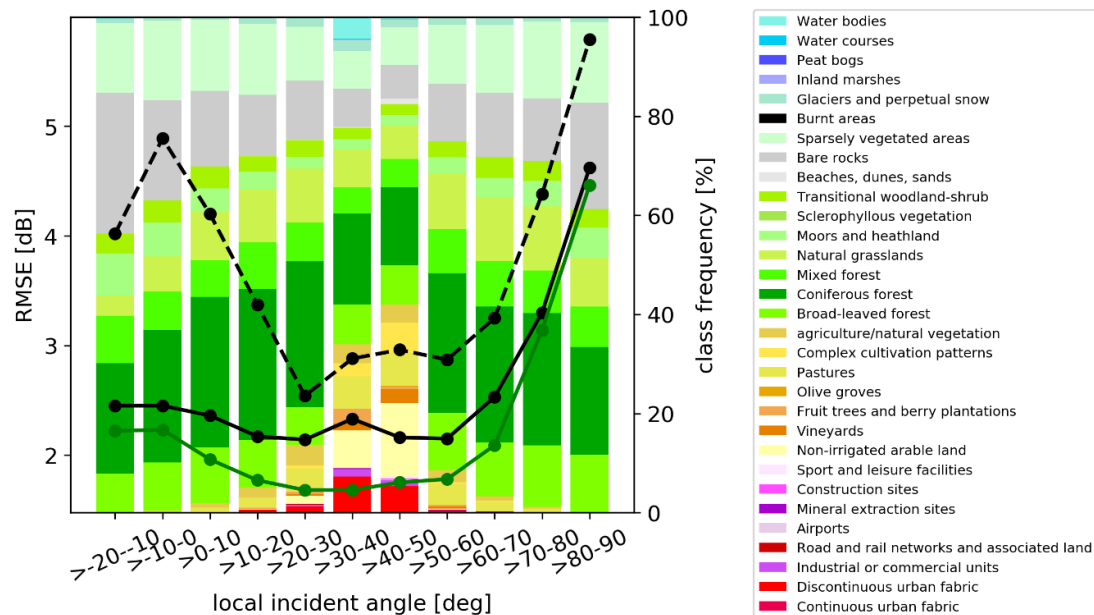 RMSE [dB]
5
4
3
2
100
80
60
40
20
0
class frequency [%]
>-20--10
>-10-0
>0-10
>10-20
>20-30
>30-40
>40-50
>50-60
>60-70
>70-80
>80-90
local incident angle [deg]
Water bodies
Water courses
Peat bogs
Inland marshes
Glaciers and perpetual snow
Burnt areas
Sparsely vegetated areas
Bare rocks
Beaches, dunes, sands
Transitional woodland-shrub
Sclerophyllous vegetation
Moors and heathland
Natural grasslands
Mixed forest
Coniferous forest
Broad-leaved forest
agriculture/natural vegetation
Complex cultivation patterns
Pastures
Olive groves
Fruit trees and berry plantations
Vineyards
Non-irrigated arable land
Sport and leisure facilities
Construction sites
Mineral extraction sites
Airports
Road and rail networks and associated land
Industrial or commercial units
Discontinuous urban fabric
Continuous urban fabric